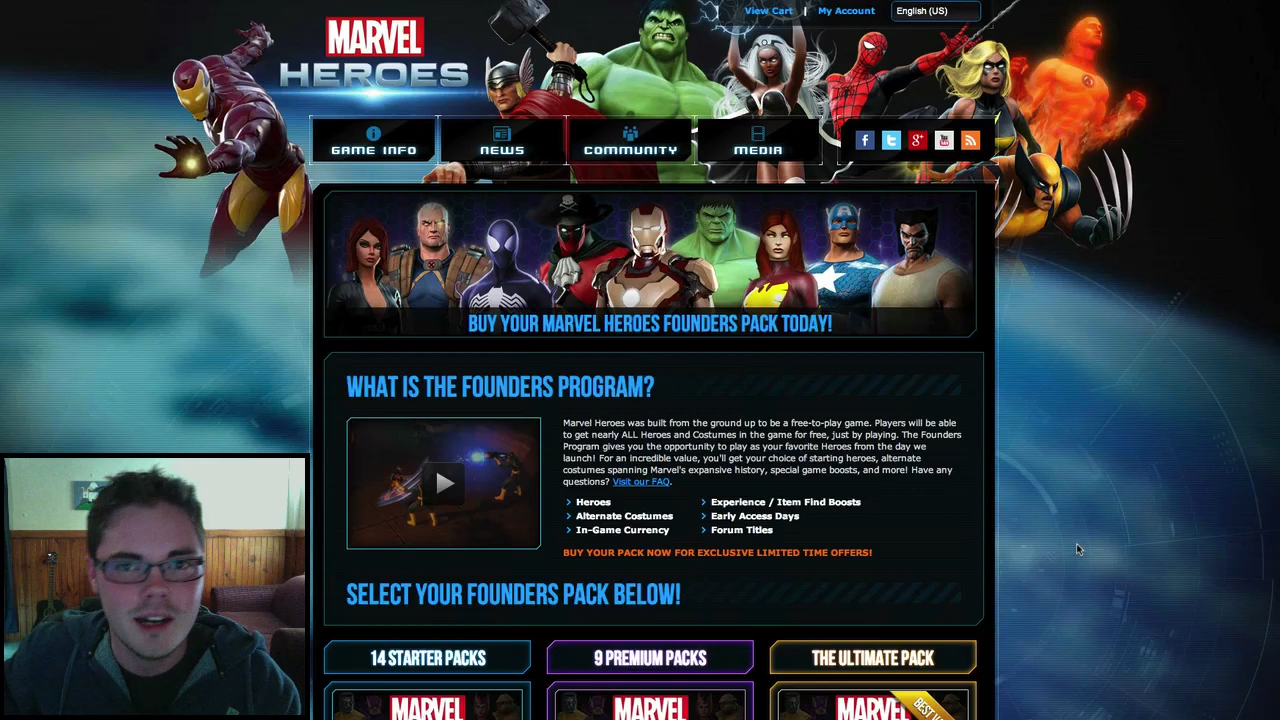 View Cart | My Account English (US)
MARVEL
HEROES
GAME INFO NEWS COMMUNITY MEDIA
BUY YOUR MARVEL HEROES FOUNDERS PACK TODAY!
WHAT IS THE FOUNDERS PROGRAM?
Marvel Heroes was built from the ground up to be a free-to-play game. Players will be able
to get nearly ALL Heroes and Costumes in the game for free, just by playing. The Founders
Program gives you the opportunity to play as your favorite Heroes from the day we
launch! For an incredible value, you'll get your choice of starting heroes, alternate
costumes spanning Marvel's expansive history, special game boosts, and more! Have any
questions? Visit our FAQ.
Heroes
Alternate Costumes
In-Game Currency
Experience / Item Find Boosts
Early Access Days
Forum Titles
BUY YOUR PACK NOW FOR EXCLUSIVE LIMITED TIME OFFERS!
SELECT YOUR FOUNDERS PACK BELOW!
14 STARTER PACKS
9 PREMIUM PACKS
THE ULTIMATE PACK
MARVEL
MARVEL
MARVEL
BEST